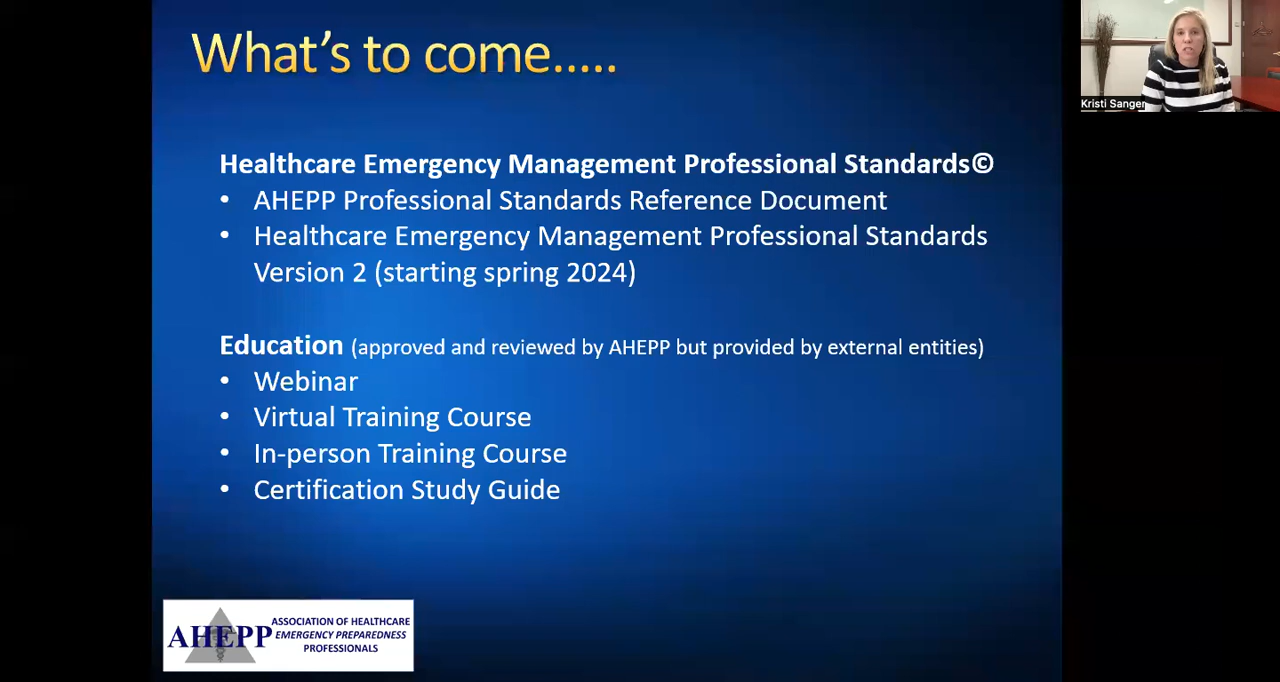 What's to come.....
Healthcare Emergency Management Professional Standards©
• AHEPP Professional Standards Reference Document
• Healthcare Emergency Management Professional Standards
Version 2 (starting spring 2024)
Education (approved and reviewed by AHEPP but provided by external entities)
• Webinar
• Virtual Training Course
• In-person Training Course
• Certification Study Guide
AHEPP
ASSOCIATION OF HEALTHCARE
EMERGENCY PREPAREDNESS
PROFESSIONALS
Kristi Sanger